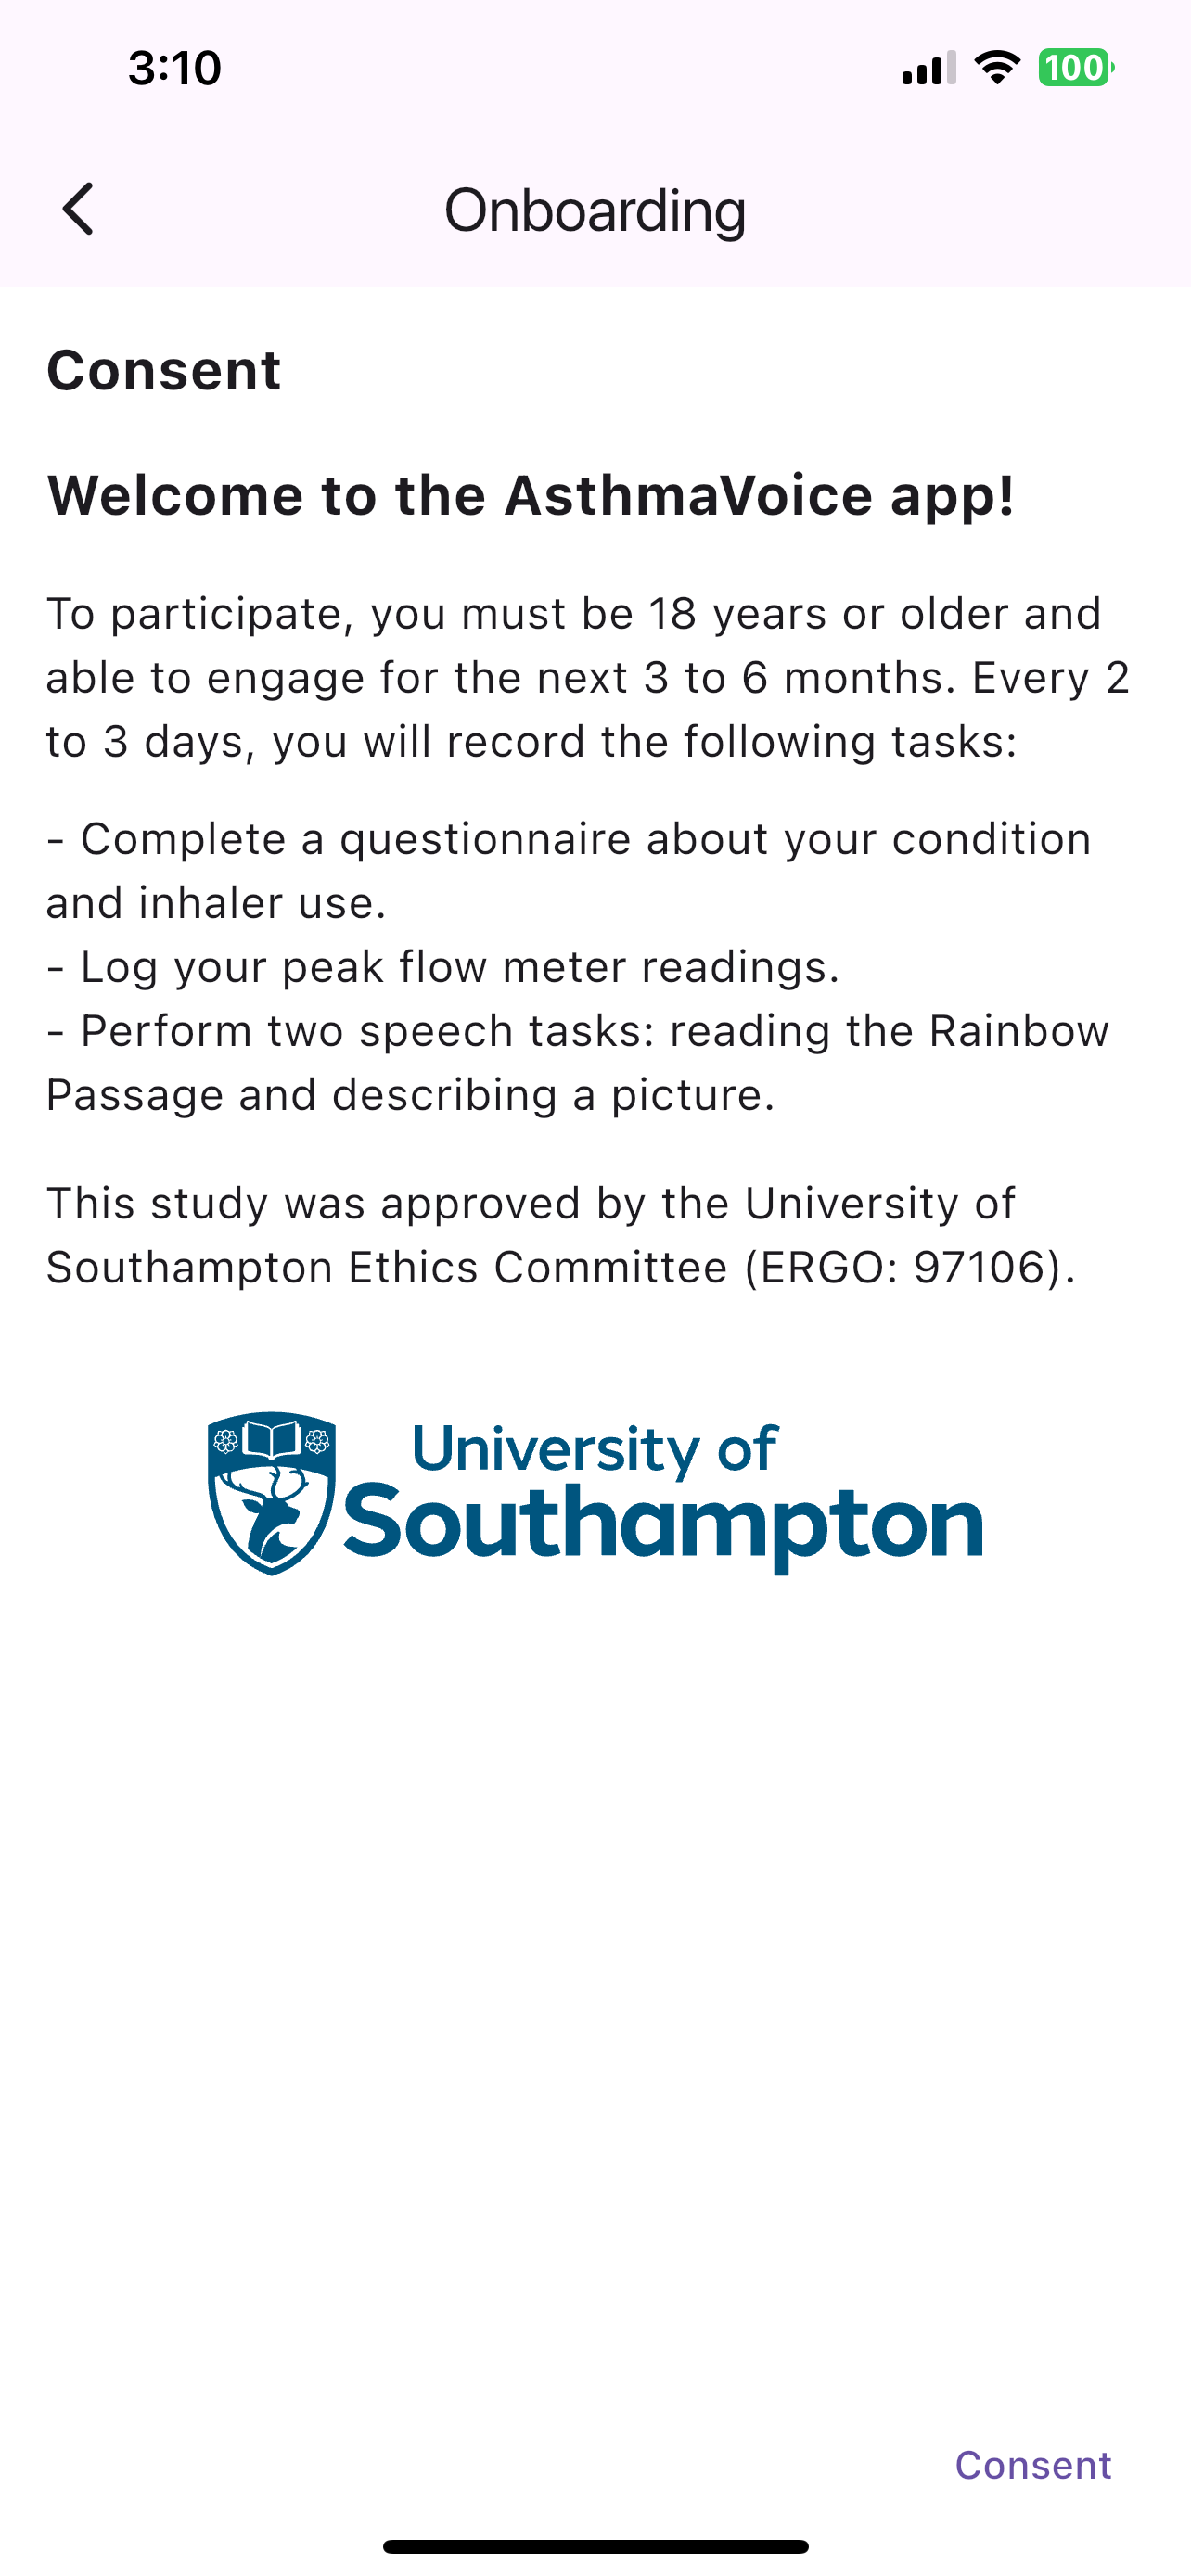 3:10
100
Onboarding
Consent
Welcome to the AsthmaVoice app!
To participate, you must be 18 years or older and
able to engage for the next 3 to 6 months. Every 2
to 3 days, you will record the following tasks:
- Complete a questionnaire about your condition
and inhaler use.
- Log your peak flow meter readings.
- Perform two speech tasks: reading the Rainbow
Passage and describing a picture.
This study was approved by the University of
Southampton Ethics Committee (ERGO: 97106).
University of
Southampton
Consent